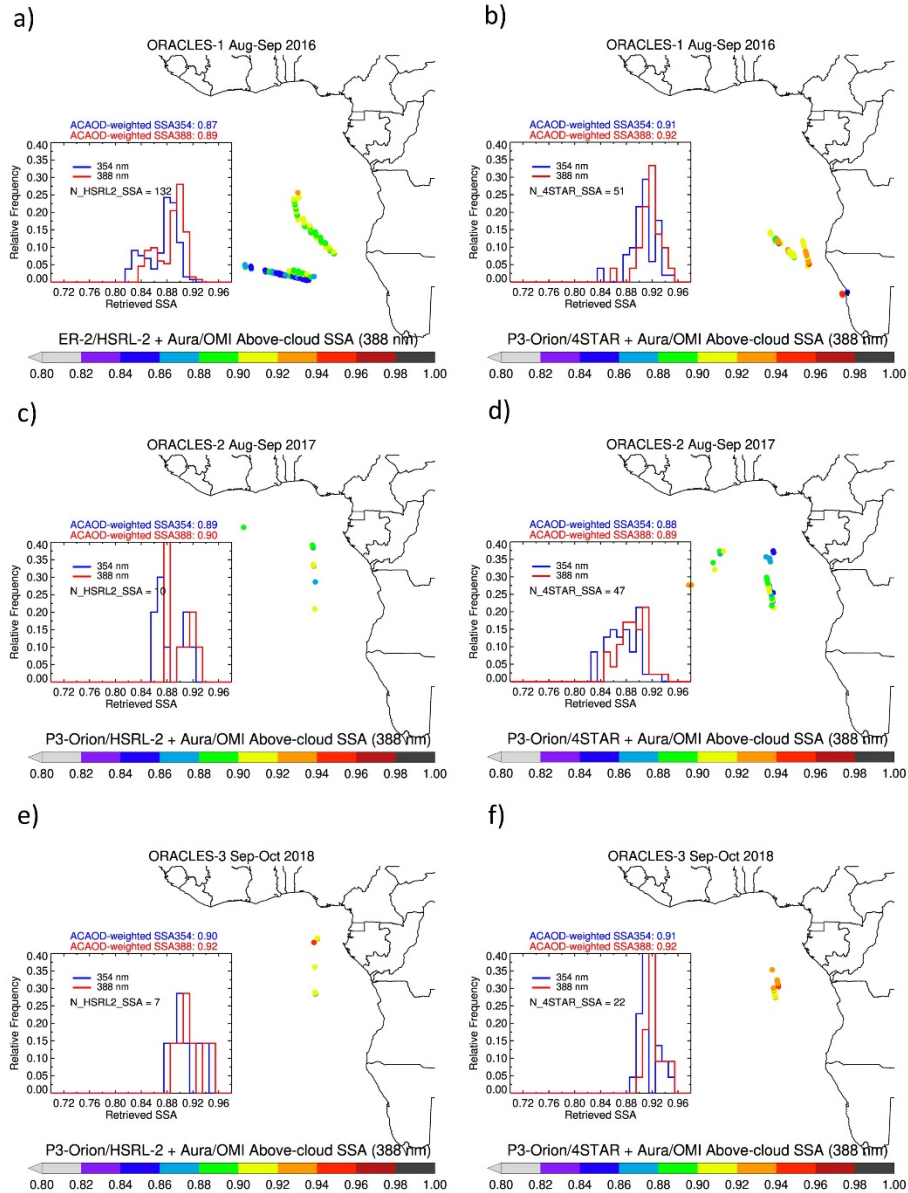 a)
ORACLES-1 Aug-Sep 2016
ACAOD-weighted SSA354: 0.87
ACAOD-weighted SSA388: 0.89
0.40
0.35
0.30
0.25
0.20
0.15
0.10
0.05
0.00
Relative Frequency
354 nm
388 nm
N_HSRL2_SSA = 132
0.72 0.76 0.80 0.84 0.88 0.92 0.96
Retrieved SSA
ER-2/HSRL-2 + Aura/OMI Above-cloud SSA (388 nm)
0.80 0.82 0.84 0.86 0.88 0.90 0.92 0.94 0.96 0.98 1.00
b)
ORACLES-1 Aug-Sep 2016
ACAOD-weighted SSA354: 0.91
ACAOD-weighted SSA388: 0.92
0.40
0.35
0.30
0.25
0.20
0.15
0.10
0.05
0.00
Relative Frequency
354 nm
388 nm
N_4STAR_SSA = 51
0.72 0.76 0.80 0.84 0.88 0.92 0.96
Retrieved SSA
P3-Orion/4STAR + Aura/OMI Above-cloud SSA (388 nm)
0.80 0.82 0.84 0.86 0.88 0.90 0.92 0.94 0.96 0.98 1.00
c)
ORACLES-2 Aug-Sep 2017
ACAOD-weighted SSA354: 0.89
ACAOD-weighted SSA388: 0.90
0.40
0.35
0.30
0.25
0.20
0.15
0.10
0.05
0.00
Relative Frequency
354 nm
388 nm
N_HSRL2_SSA = 10
0.72 0.76 0.80 0.84 0.88 0.92 0.96
Retrieved SSA
P3-Orion/HSRL-2 + Aura/OMI Above-cloud SSA (388 nm)
0.80 0.82 0.84 0.86 0.88 0.90 0.92 0.94 0.96 0.98 1.00
d)
ORACLES-2 Aug-Sep 2017
ACAOD-weighted SSA354: 0.88
ACAOD-weighted SSA388: 0.89
0.40
0.35
0.30
0.25
0.20
0.15
0.10
0.05
0.00
Relative Frequency
354 nm
388 nm
N_4STAR_SSA = 47
0.72 0.76 0.80 0.84 0.88 0.92 0.96
Retrieved SSA
P3-Orion/4STAR + Aura/OMI Above-cloud SSA (388 nm)
0.80 0.82 0.84 0.86 0.88 0.90 0.92 0.94 0.96 0.98 1.00
e)
ORACLES-3 Sep-Oct 2018
ACAOD-weighted SSA354: 0.90
ACAOD-weighted SSA388: 0.92
0.40
0.35
0.30
0.25
0.20
0.15
0.10
0.05
0.00
Relative Frequency
354 nm
388 nm
N_HSRL2_SSA = 7
0.72 0.76 0.80 0.84 0.88 0.92 0.96
Retrieved SSA
P3-Orion/HSRL-2 + Aura/OMI Above-cloud SSA (388 nm)
0.80 0.82 0.84 0.86 0.88 0.90 0.92 0.94 0.96 0.98 1.00
f)
ORACLES-3 Sep-Oct 2018
ACAOD-weighted SSA354: 0.91
ACAOD-weighted SSA388: 0.92
0.40
0.35
0.30
0.25
0.20
0.15
0.10
0.05
0.00
Relative Frequency
354 nm
388 nm
N_4STAR_SSA = 22
0.72 0.76 0.80 0.84 0.88 0.92 0.96
Retrieved SSA
P3-Orion/4STAR + Aura/OMI Above-cloud SSA (388 nm)
0.80 0.82 0.84 0.86 0.88 0.90 0.92 0.94 0.96 0.98 1.00